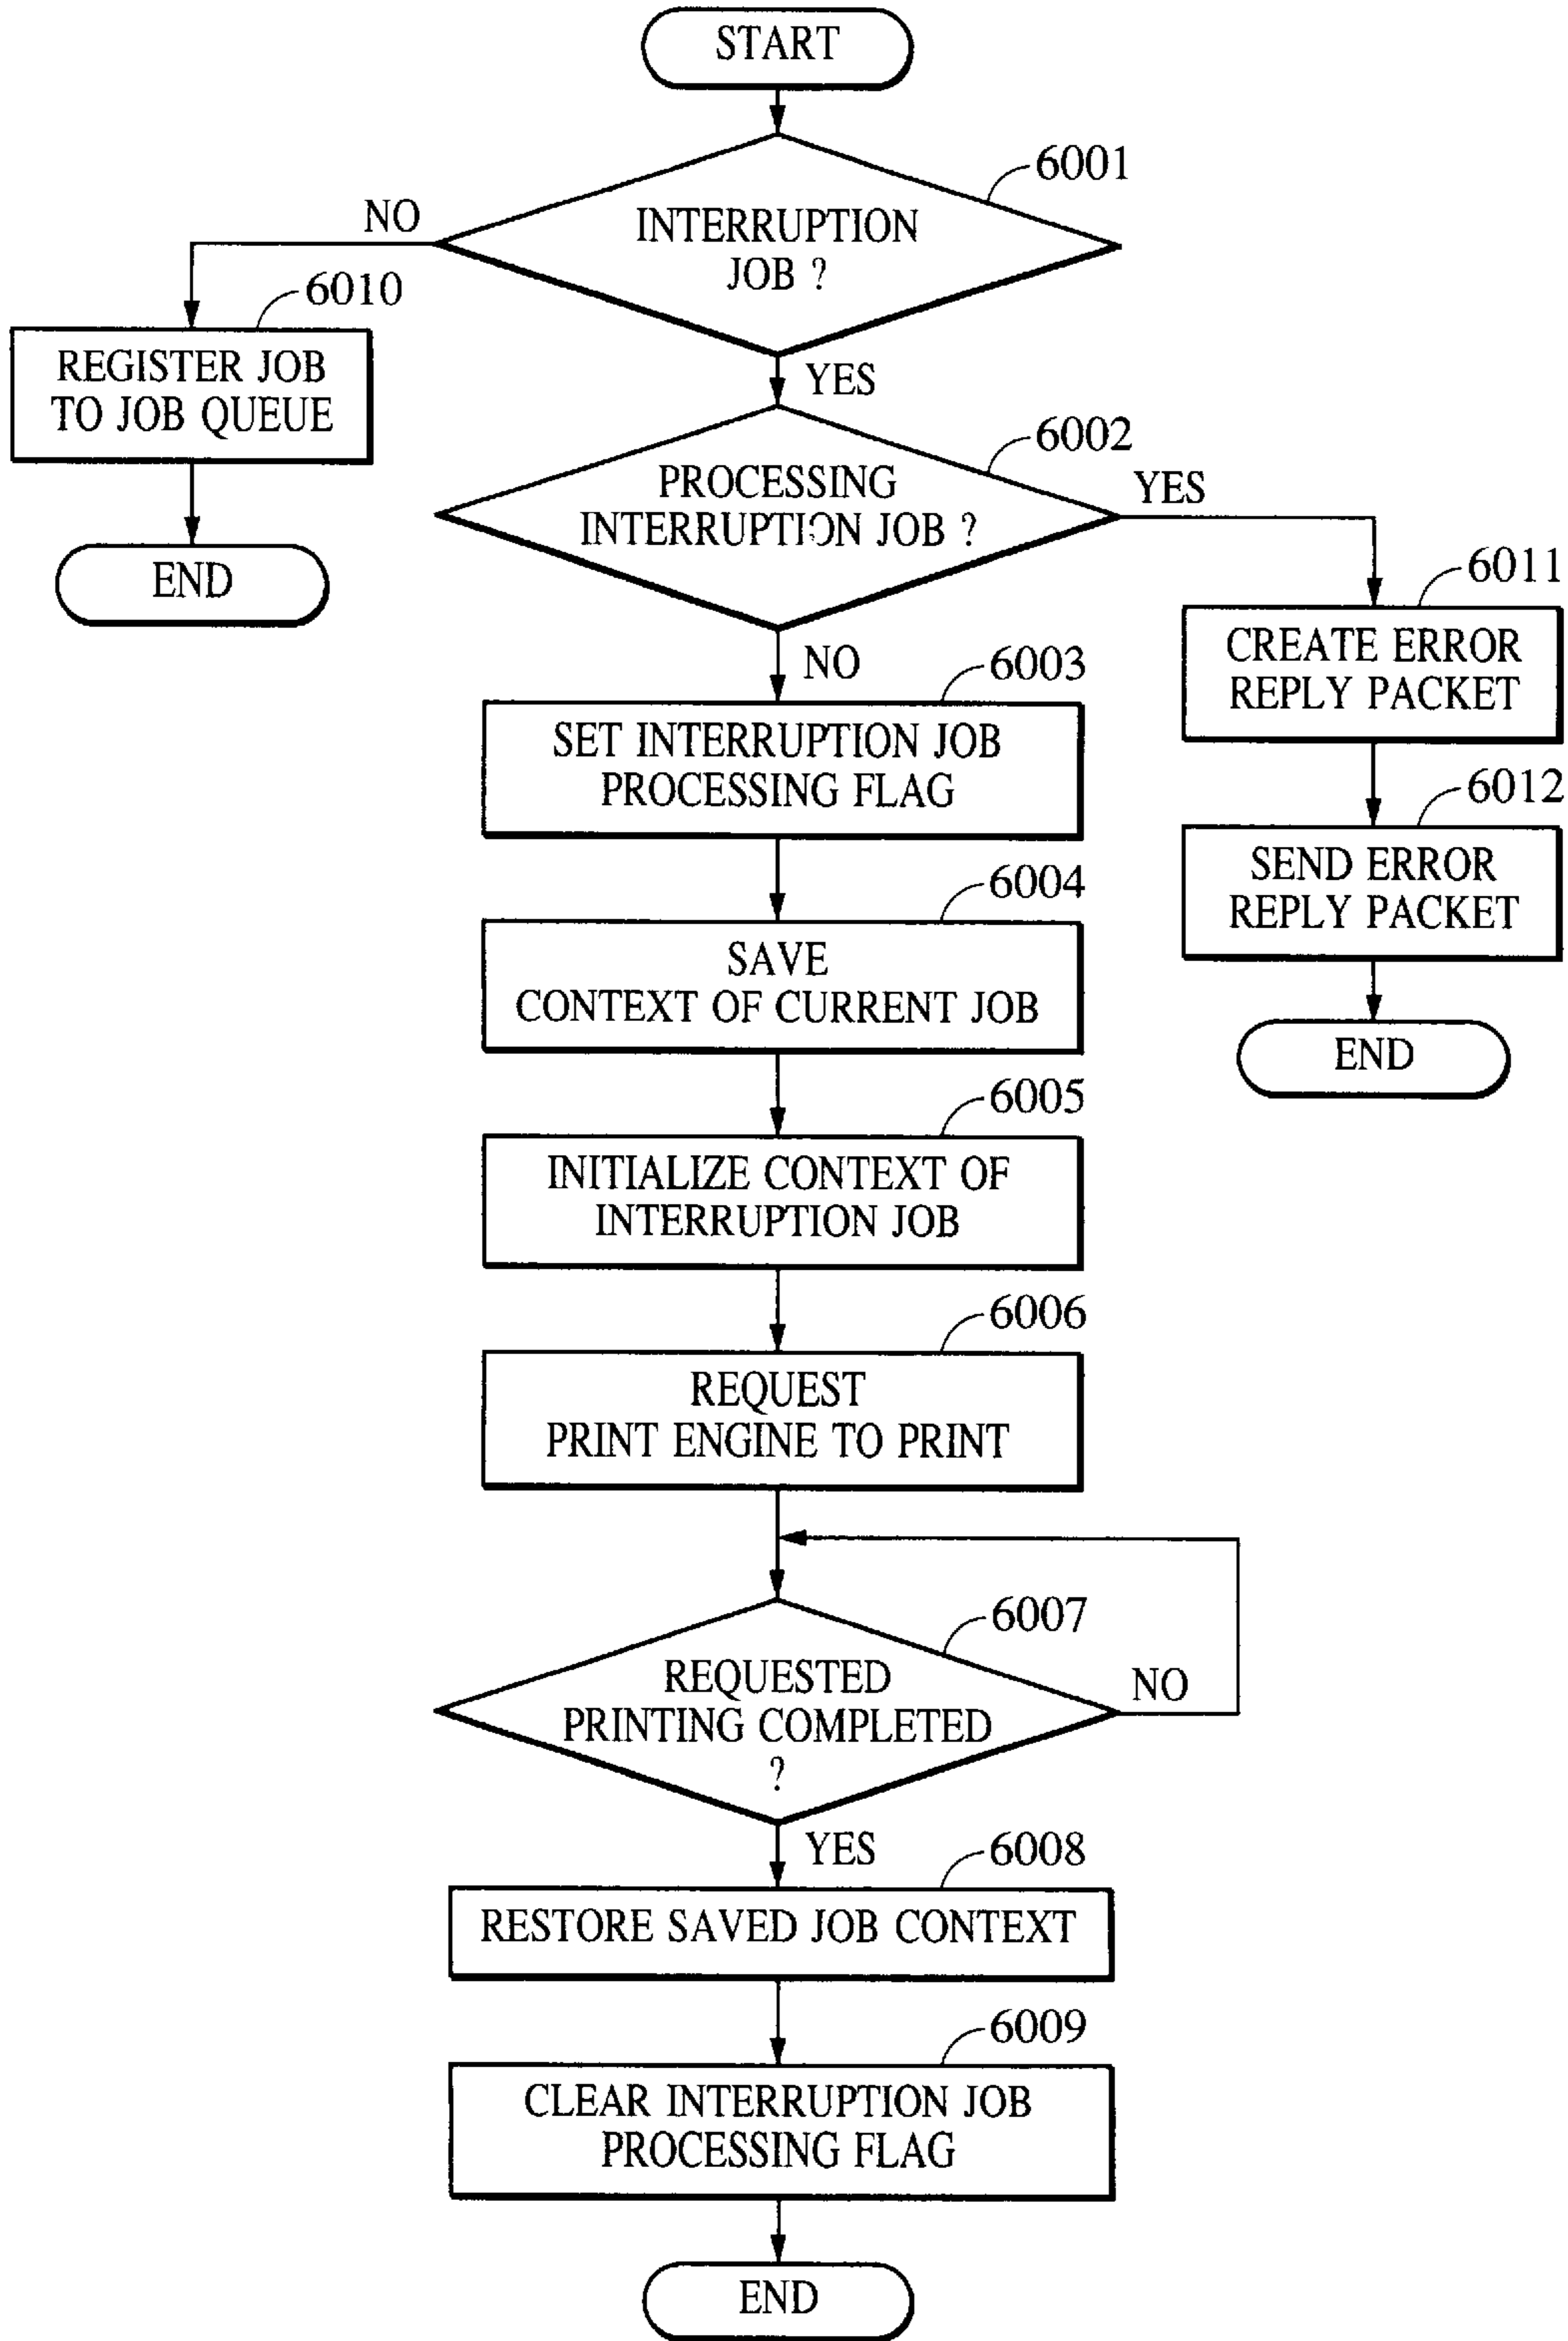 START
6001
INTERRUPTION
JOB ?
NO
6010
REGISTER JOB
TO JOB QUEUE
END
YES
6002
PROCESSING
INTERRUPTION JOB ?
YES
6011
CREATE ERROR
REPLY PACKET
6012
SEND ERROR
REPLY PACKET
END
NO
6003
SET INTERRUPTION JOB
PROCESSING FLAG
6004
SAVE
CONTEXT OF CURRENT JOB
6005
INITIALIZE CONTEXT OF
INTERRUPTION JOB
6006
REQUEST
PRINT ENGINE TO PRINT
6007
REQUESTED
PRINTING COMPLETED
?
NO
YES
6008
RESTORE SAVED JOB CONTEXT
6009
CLEAR INTERRUPTION JOB
PROCESSING FLAG
END